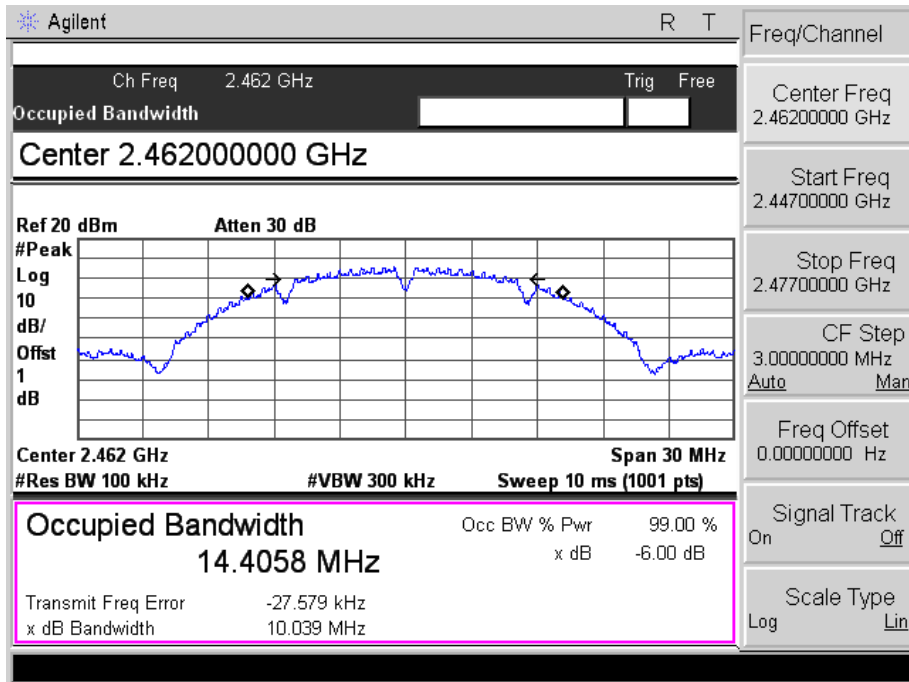 Agilent R T
Ch Freq 2.462 GHz Trig Free
Occupied Bandwidth
Center 2.462000000 GHz
Ref 20 dBm Atten 30 dB
#Peak
Log
10
dB/
Offst
1
dB
Center 2.462 GHz Span 30 MHz
#Res BW 100 kHz #VBW 300 kHz Sweep 10 ms (1001 pts)
Occupied Bandwidth Occ BW % Pwr 99.00 %
14.4058 MHz x dB -6.00 dB
Transmit Freq Error -27.579 kHz
x dB Bandwidth 10.039 MHz
Freq/Channel
Center Freq
2.46200000 GHz
Start Freq
2.44700000 GHz
Stop Freq
2.47700000 GHz
CF Step
3.00000000 MHz
Auto Man
Freq Offset
0.00000000 Hz
Signal Track
On Off
Scale Type
Log Lin